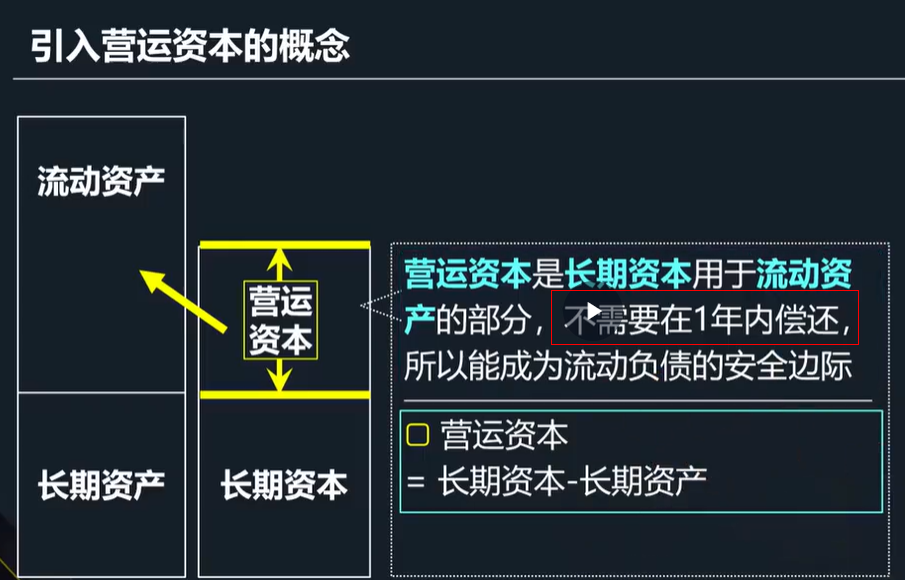 引入营运资本的概念
流动资产
营运
资本
长期资产
长期资本
营运资本是长期资本用于流动资
产的部分，不需要在1年内偿还，
所以能成为流动负债的安全边际
营运资本
= 长期资本-长期资产